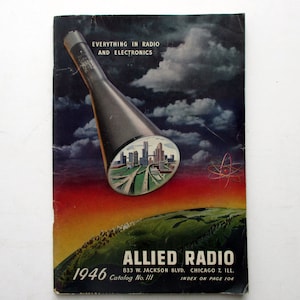 EVERYTHING IN RADIO
AND ELECTRONICS
ALLIED RADIO
833 W. JACKSON BLVD. CHICAGO 7, ILL.
1946 Catalog No. 111
INDEX ON PAGE 104